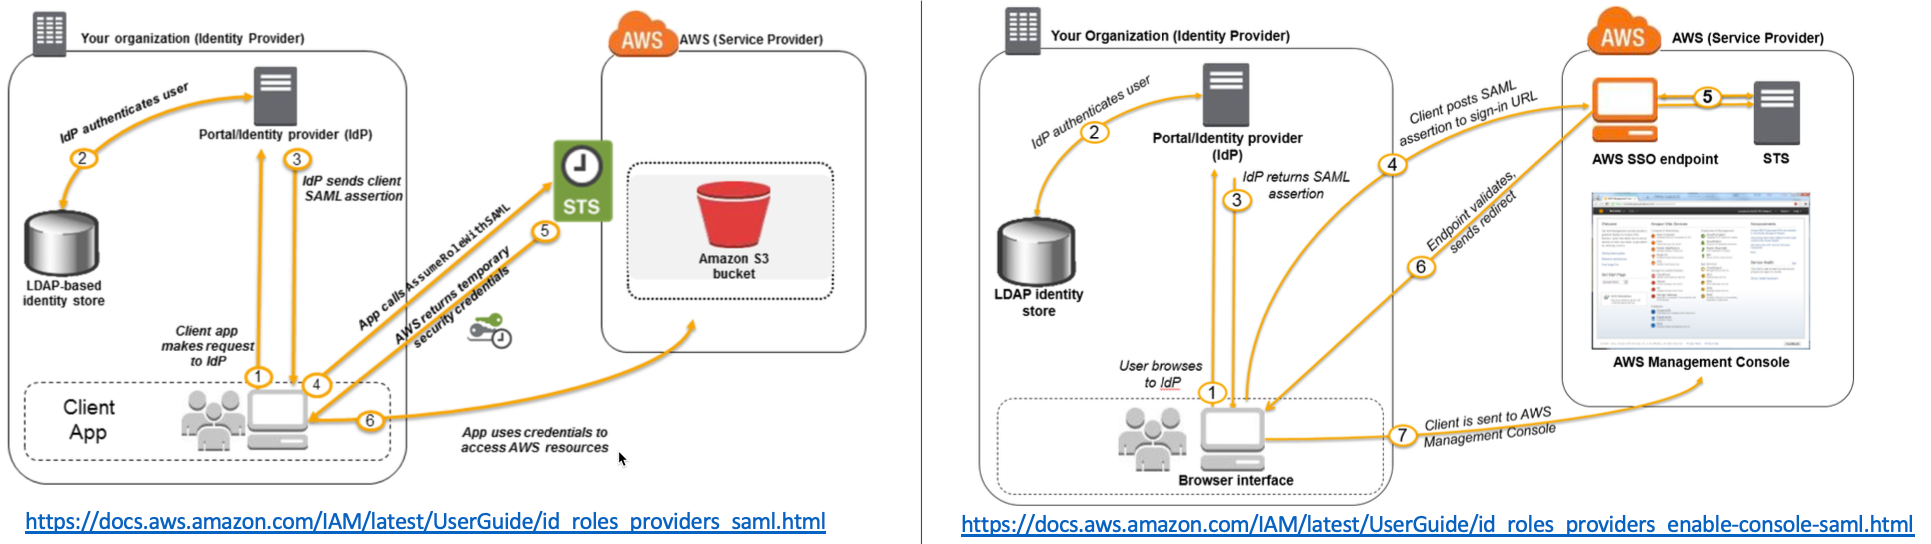 Your organization (Identity Provider)
AWS
AWS (Service Provider)
IdP authenticates user
Portal/Identity provider (IdP)
2
3
IdP sends client
SAML assertion
STS
LDAP-based
identity store
App calls AssumeRoleWithSAML
5
AWS returns temporary
security credentials
Amazon S3
bucket
Client app
makes request
to IdP
1
4
Client
App
6
App uses credentials to
access AWS resources
https://docs.aws.amazon.com/IAM/latest/UserGuide/id_roles_providers_saml.html
Your Organization (Identity Provider)
AWS
AWS (Service Provider)
IdP authenticates user
2
Portal/Identity provider
(IdP)
Client posts SAML
assertion to sign-in URL
4
5
AWS SSO endpoint
STS
IdP returns SAML
assertion
3
Endpoint validates,
sends redirect
6
LDAP identity
store
AWS Management Console
User browses
to IdP
1
7
Client is sent to AWS
Management Console
Browser interface
https://docs.aws.amazon.com/IAM/latest/UserGuide/id_roles_providers_enable-console-saml.html